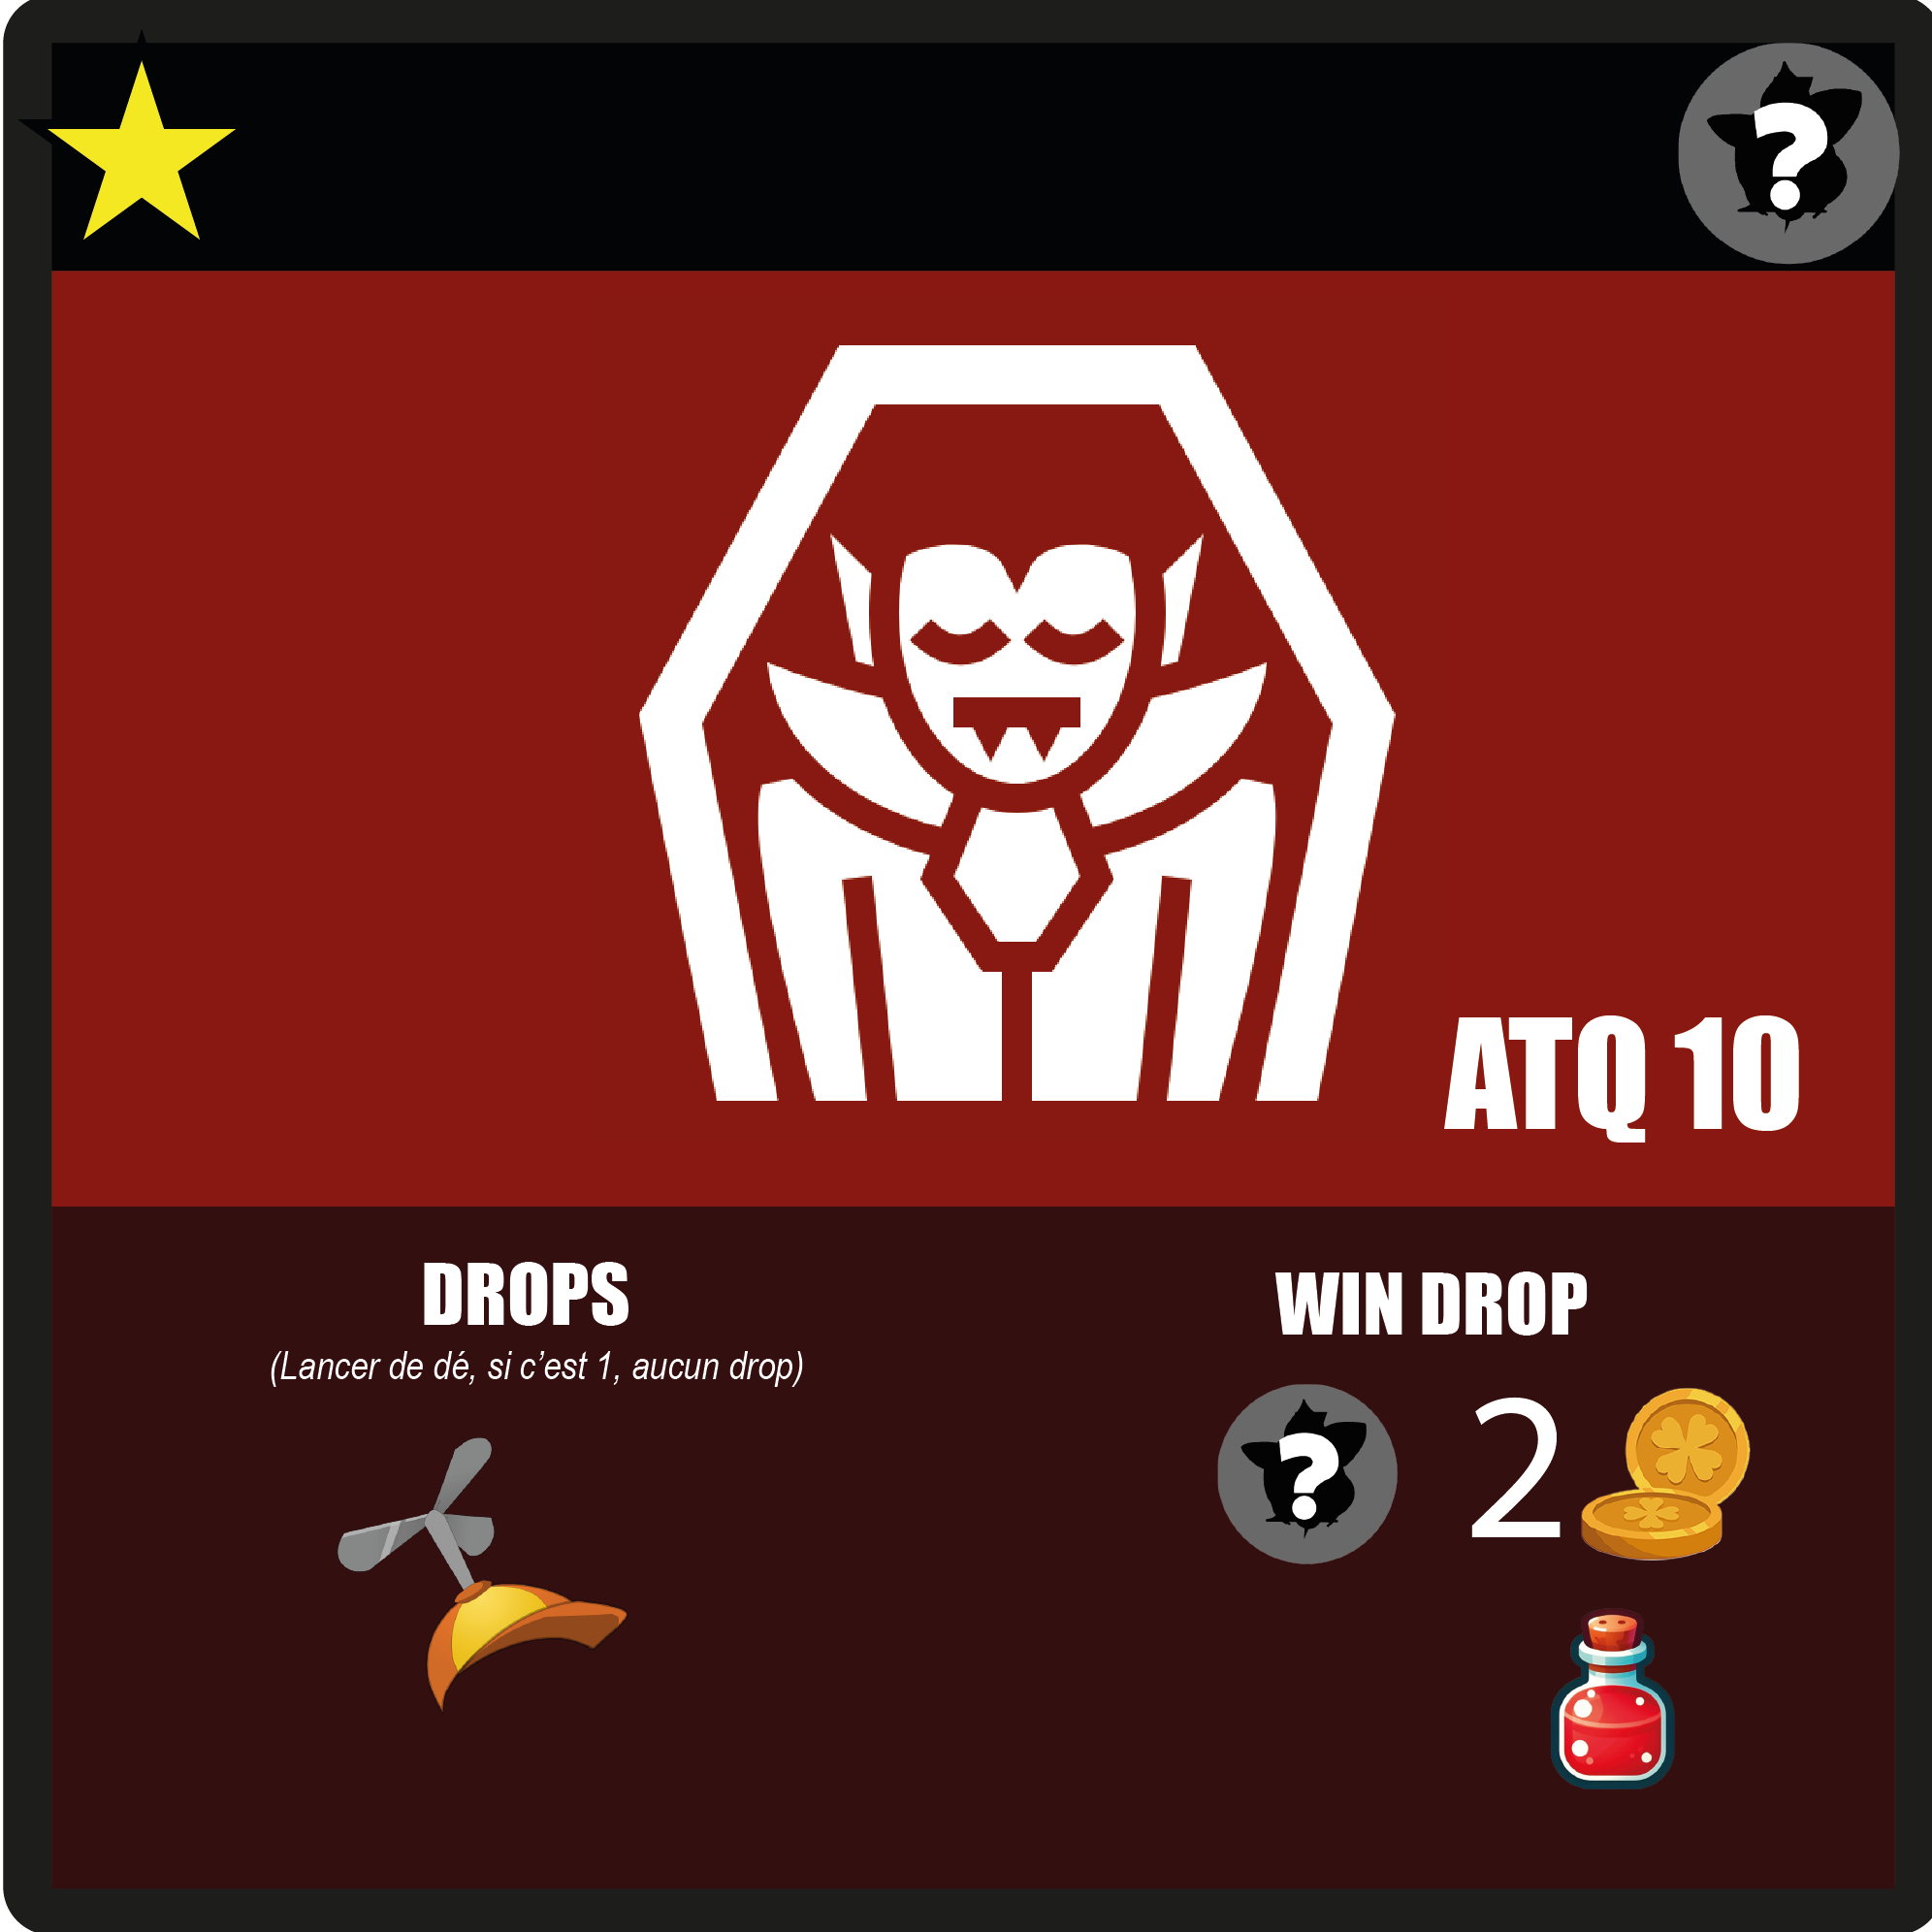 ?
ATQ 10
DROPS
(Lancer de dé, si c’est 1, aucun drop)
WIN DROP
? 2